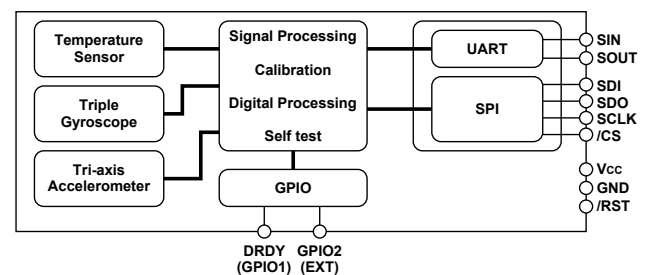 Temperature
Sensor
Triple
Gyroscope
Tri-axis
Accelerometer
Signal Processing
Calibration
Digital Processing
Self test
GPIO
UART
SPI
SIN
SOUT
SDI
SDO
SCLK
/CS
Vcc
GND
/RST
DRDY GPIO2
(GPIO1) (EXT)